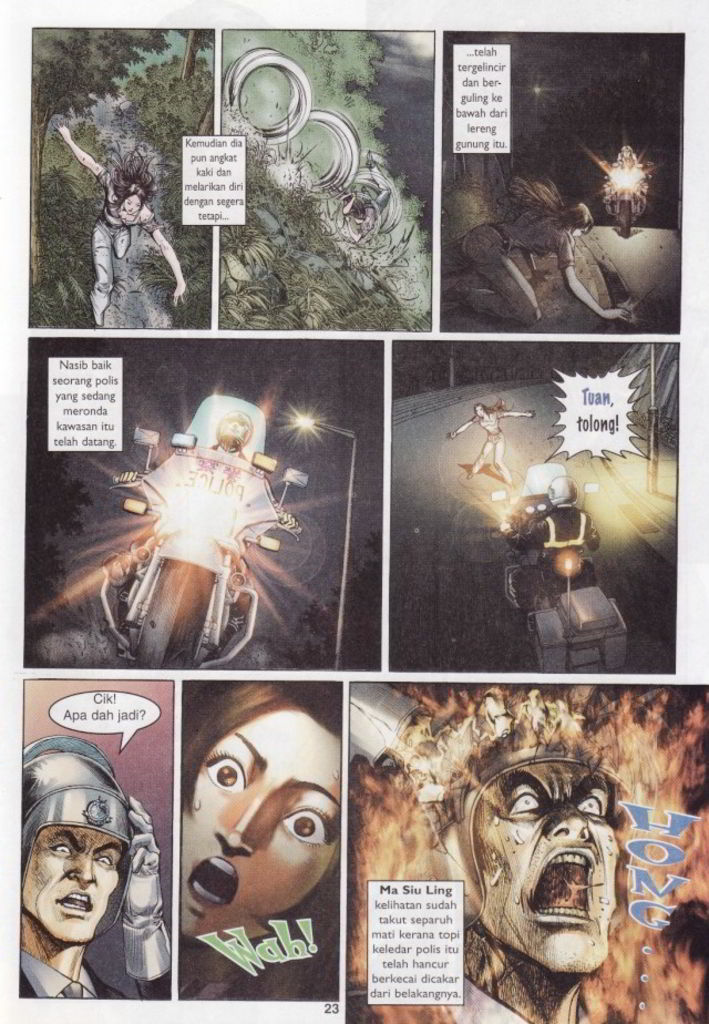 Kemudian dia
pun angkat
kaki dan
melarikan diri
dengan segera
tetapi...
...telah
tergelincir
dan ber-
guling ke
bawah dari
lereng
gunung itu.
Nasib baik
seorang polis
yang sedang
meronda
kawasan itu
telah datang.
POLICE
Tuan,
tolong!
Cik!
Apa dah jadi?
Wah!
HONG....
Ma Siu Ling
kelihatan sudah
takut separuh
mati kerana topi
keledar polis itu
telah hancur
berkecai dicakar
dari belakangnya.
23